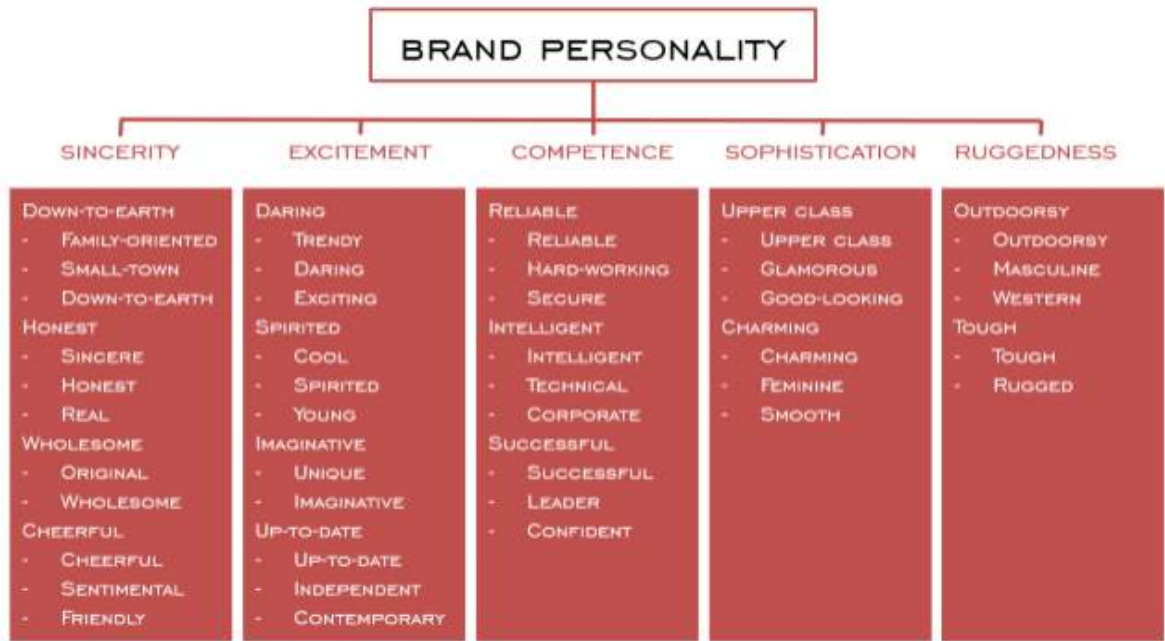 BRAND PERSONALITY
SINCERITY
DOWN-TO-EARTH
- FAMILY-ORIENTED
- SMALL-TOWN
- DOWN-TO-EARTH
HONEST
- SINCERE
- HONEST
- REAL
WHOLESOME
- ORIGINAL
- WHOLESOME
CHEERFUL
- CHEERFUL
- SENTIMENTAL
- FRIENDLY
EXCITEMENT
DARING
- TRENDY
- DARING
- EXCITING
SPIRITED
- COOL
- SPIRITED
- YOUNG
IMAGINATIVE
- UNIQUE
- IMAGINATIVE
UP-TO-DATE
- UP-TO-DATE
- INDEPENDENT
- CONTEMPORARY
COMPETENCE
RELIABLE
- RELIABLE
- HARD-WORKING
- SECURE
INTELLIGENT
- INTELLIGENT
- TECHNICAL
- CORPORATE
SUCCESSFUL
- SUCCESSFUL
- LEADER
- CONFIDENT
SOPHISTICATION
UPPER CLASS
- UPPER CLASS
- GLAMOROUS
- GOOD-LOOKING
CHARMING
- CHARMING
- FEMININE
- SMOOTH
RUGGEDNESS
OUTDOORSY
- OUTDOORSY
- MASCULINE
- WESTERN
TOUGH
- TOUGH
- RUGGED